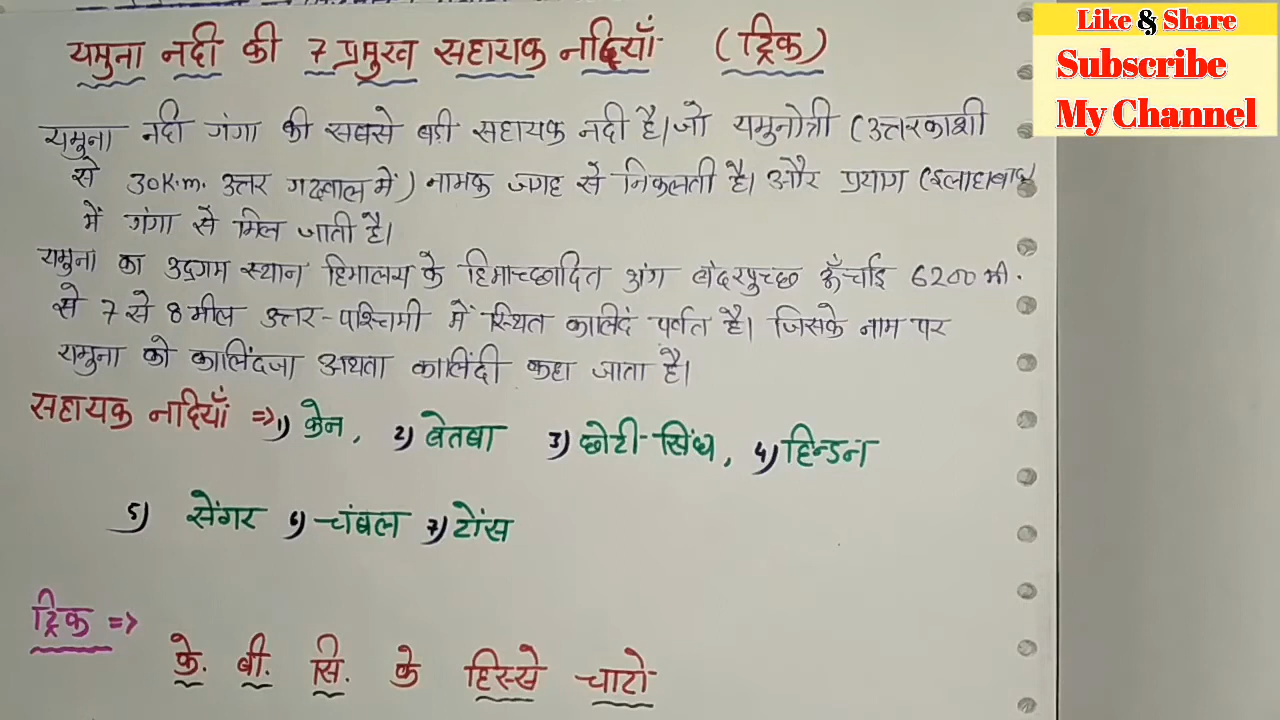 यमुना नदी की 7 प्रमुख सहायक नदियाँ (ट्रिक)
Like & Share
Subscribe
My Channel
यमुना नदी गंगा की सबसे बड़ी सहायक नदी है। जो यमुनोत्री (उत्तरकाशी
से 30K.m. उत्तर गढ़वाल में) नामक जगह से निकलती है। और प्रयाग (इलाहाबाद
में गंगा से मिल जाती है।
यमुना का उद्गम स्थान हिमालय के हिमाच्छादित अंग बंदरपुच्छ ऊँचाई 6200 मी.
से 7 से 8 मील उत्तर-पश्चिमी में स्थित कालिदं पर्वत है। जिसके नाम पर
यमुना को कालिंदजा अथवा कालिंदी कहा जाता है।
सहायक नदियाँ => 1) केन, 2) बेतबा 3) छोटी-सिंध, 4) हिन्डन
5) सेंगर 6) चंबल 7) टोंस
ट्रिक =>
के. बी. सि. के हिस्से चाटो